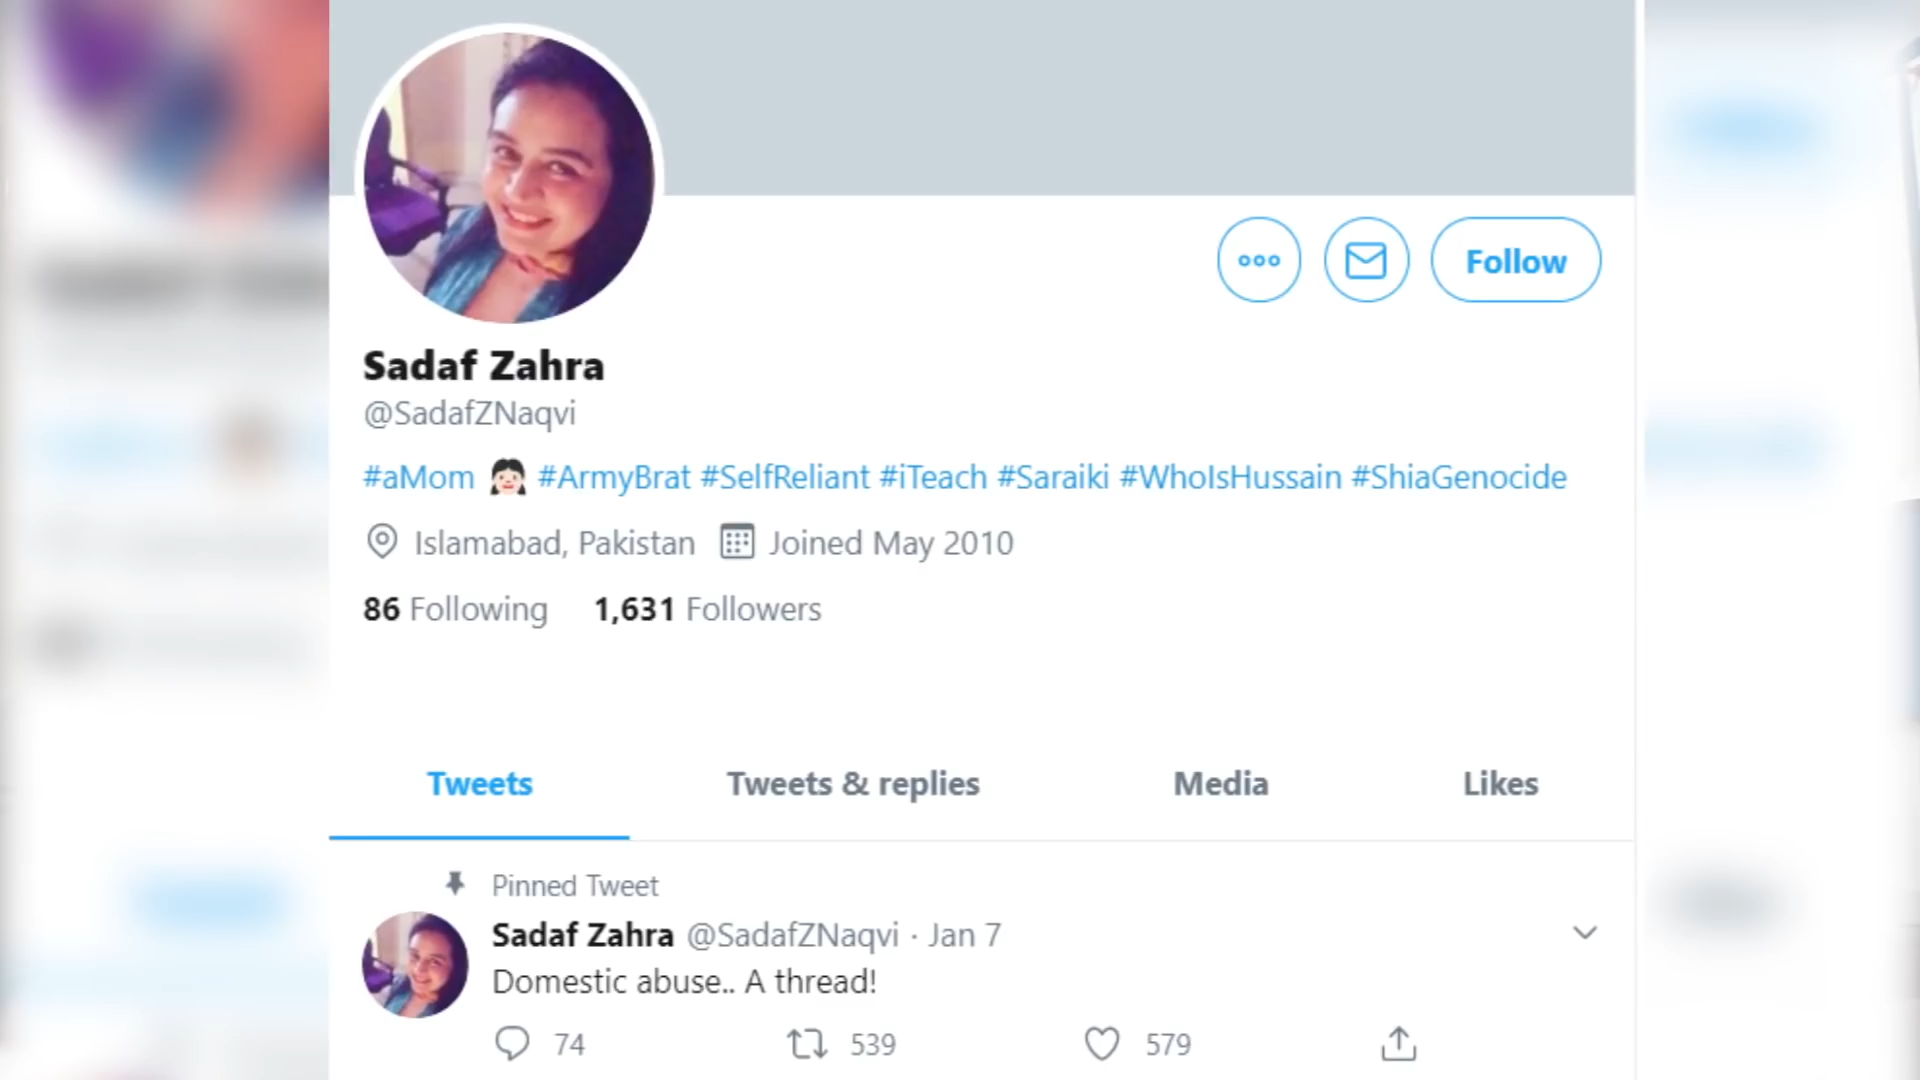 Follow
Sadaf Zahra
@SadafZNaqvi
#aMom 👧🏻 #ArmyBrat #SelfReliant #iTeach #Saraiki #WhoIsHussain #ShiaGenocide
Islamabad, Pakistan Joined May 2010
86 Following 1,631 Followers
Tweets Tweets & replies Media Likes
Pinned Tweet
Sadaf Zahra @SadafZNaqvi · Jan 7
Domestic abuse.. A thread!
74 539 579